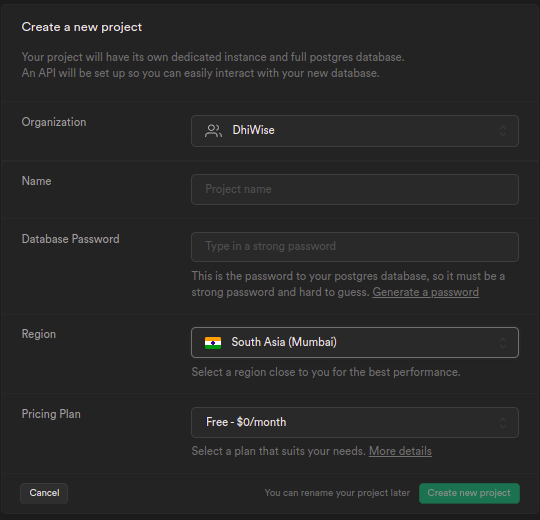 Create a new project
Your project will have its own dedicated instance and full postgres database.
An API will be set up so you can easily interact with your new database.
Organization
DhiWise
Name
Project name
Database Password
Type in a strong password
This is the password to your postgres database, so it must be a
strong password and hard to guess. Generate a password
Region
South Asia (Mumbai)
Select a region close to you for the best performance.
Pricing Plan
Free - $0/month
Select a plan that suits your needs. More details
Cancel
You can rename your project later
Create new project